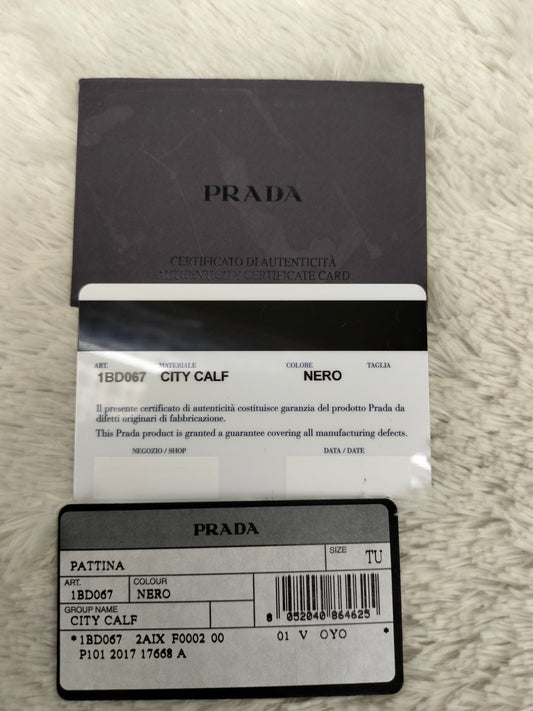 PRADA
CERTIFICATO DI AUTENTICITÀ
AUTHENTICITY CERTIFICATE CARD
ART. MATERIALE COLORE TAGLIA
1BD067 CITY CALF NERO
Il presente certificato di autenticità costituisce garanzia del prodotto Prada da
difetti originari di fabbricazione.
This Prada product is granted a guarantee covering all manufacturing defects.
NEGOZIO / SHOP DATA / DATE
PRADA
PATTINA SIZE TU
ART. COLOUR
1BD067 NERO
GROUP NAME
CITY CALF
8 052040 864625
*1BD067 2AIX F0002 00 01 V OYO *
P101 2017 17668 A